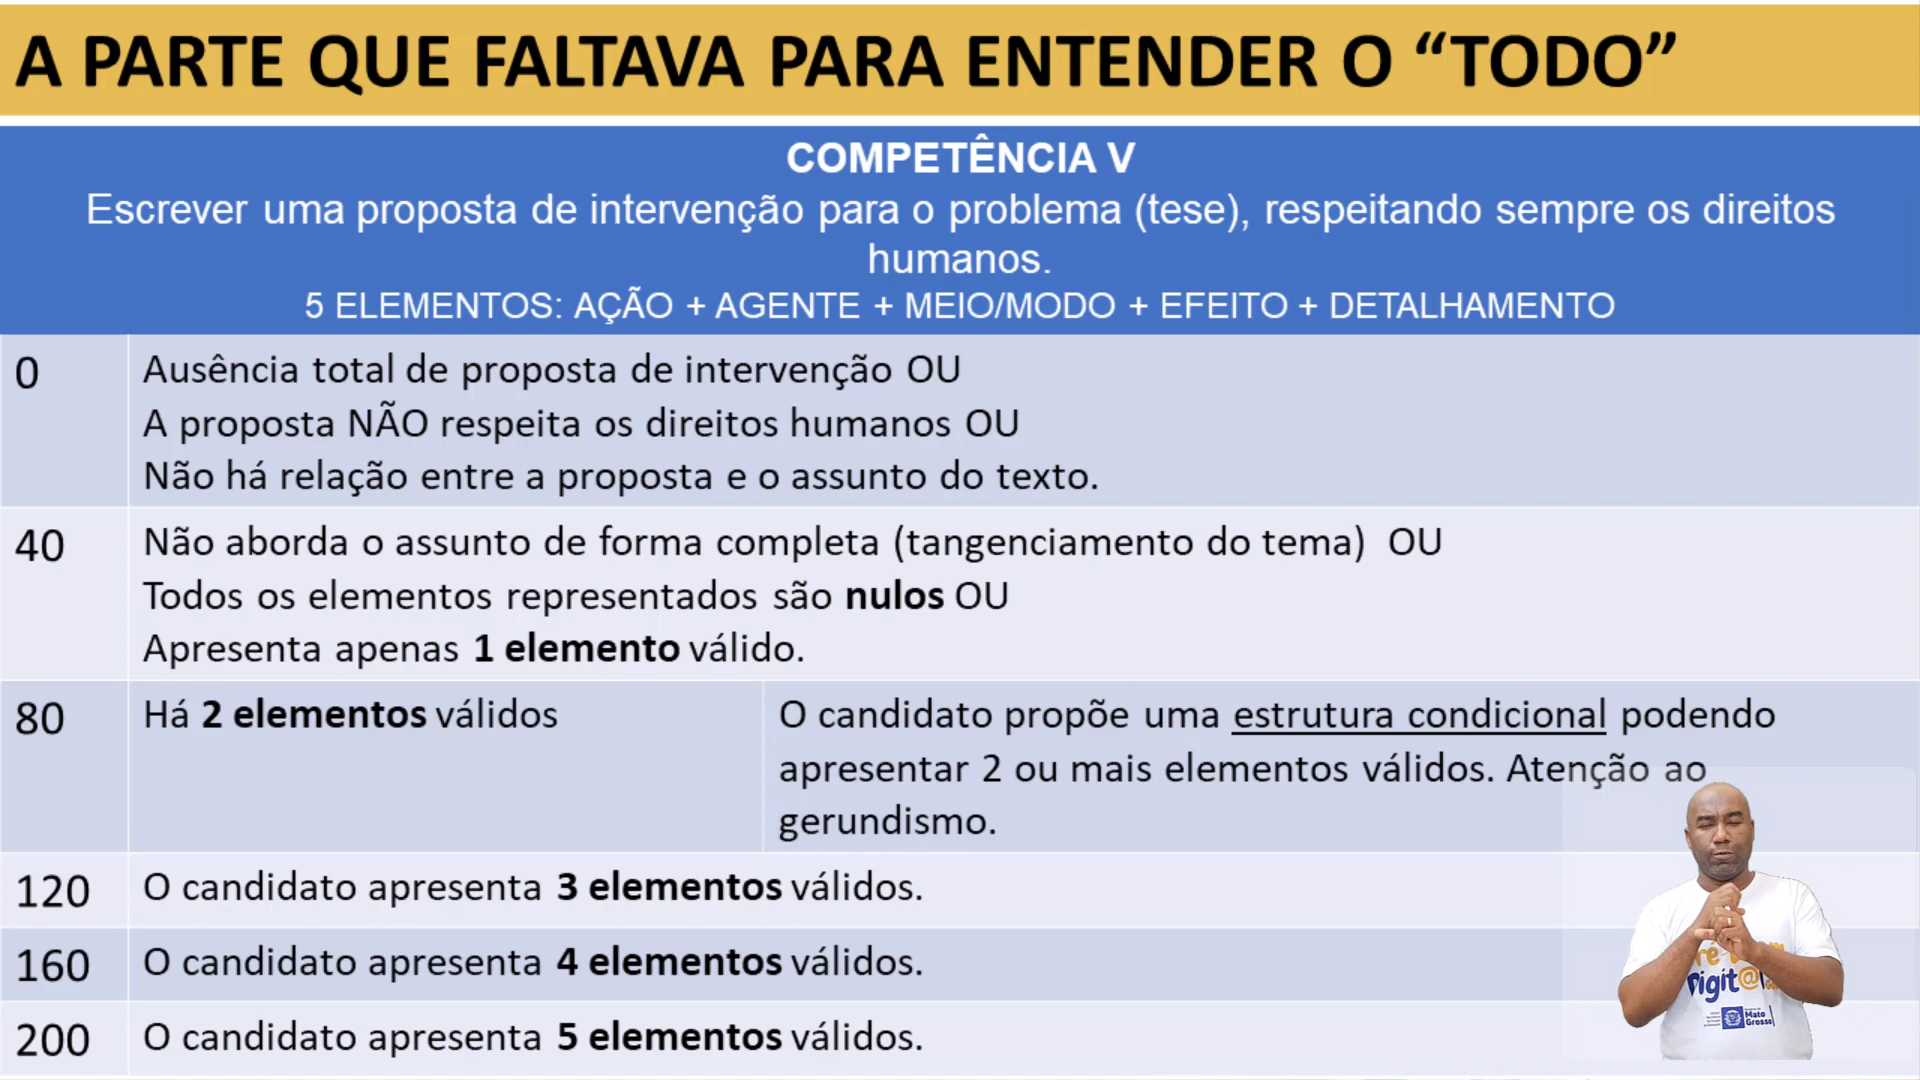 A PARTE QUE FALTAVA PARA ENTENDER O “TODO”
COMPETÊNCIA V
Escrever uma proposta de intervenção para o problema (tese), respeitando sempre os direitos
humanos.
5 ELEMENTOS: AÇÃO + AGENTE + MEIO/MODO + EFEITO + DETALHAMENTO
0
Ausência total de proposta de intervenção OU
A proposta NÃO respeita os direitos humanos OU
Não há relação entre a proposta e o assunto do texto.
40
Não aborda o assunto de forma completa (tangenciamento do tema) OU
Todos os elementos representados são nulos OU
Apresenta apenas 1 elemento válido.
80
Há 2 elementos válidos
O candidato propõe uma estrutura condicional podendo
apresentar 2 ou mais elementos válidos. Atenção ao
gerundismo.
120
O candidato apresenta 3 elementos válidos.
160
O candidato apresenta 4 elementos válidos.
200
O candidato apresenta 5 elementos válidos.
Mato
Grosso